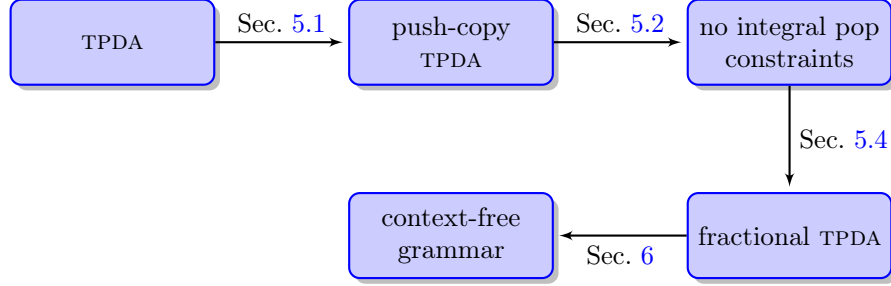 TPDA
Sec. 5.1
push-copy
TPDA
Sec. 5.2
no integral pop
constraints
Sec. 5.4
fractional TPDA
Sec. 6
context-free
grammar